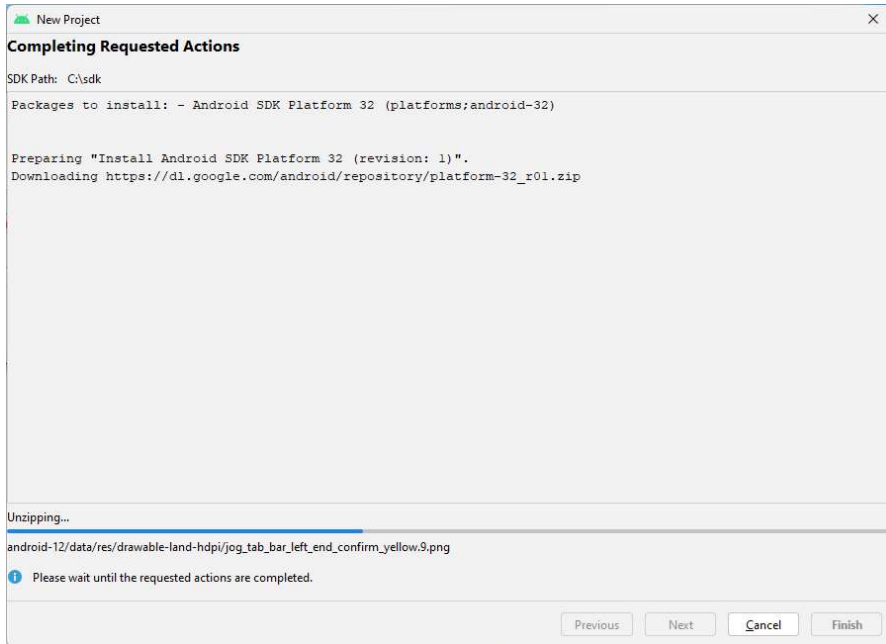 New Project
Completing Requested Actions
SDK Path: C:\sdk
Packages to install: - Android SDK Platform 32 (platforms;android-32)
Preparing "Install Android SDK Platform 32 (revision: 1)".
Downloading https://dl.google.com/android/repository/platform-32_r01.zip
Unzipping...
android-12/data/res/drawable-land-hdpi/jog_tab_bar_left_end_confirm_yellow.9.png
Please wait until the requested actions are completed.
Previous Next Cancel Finish